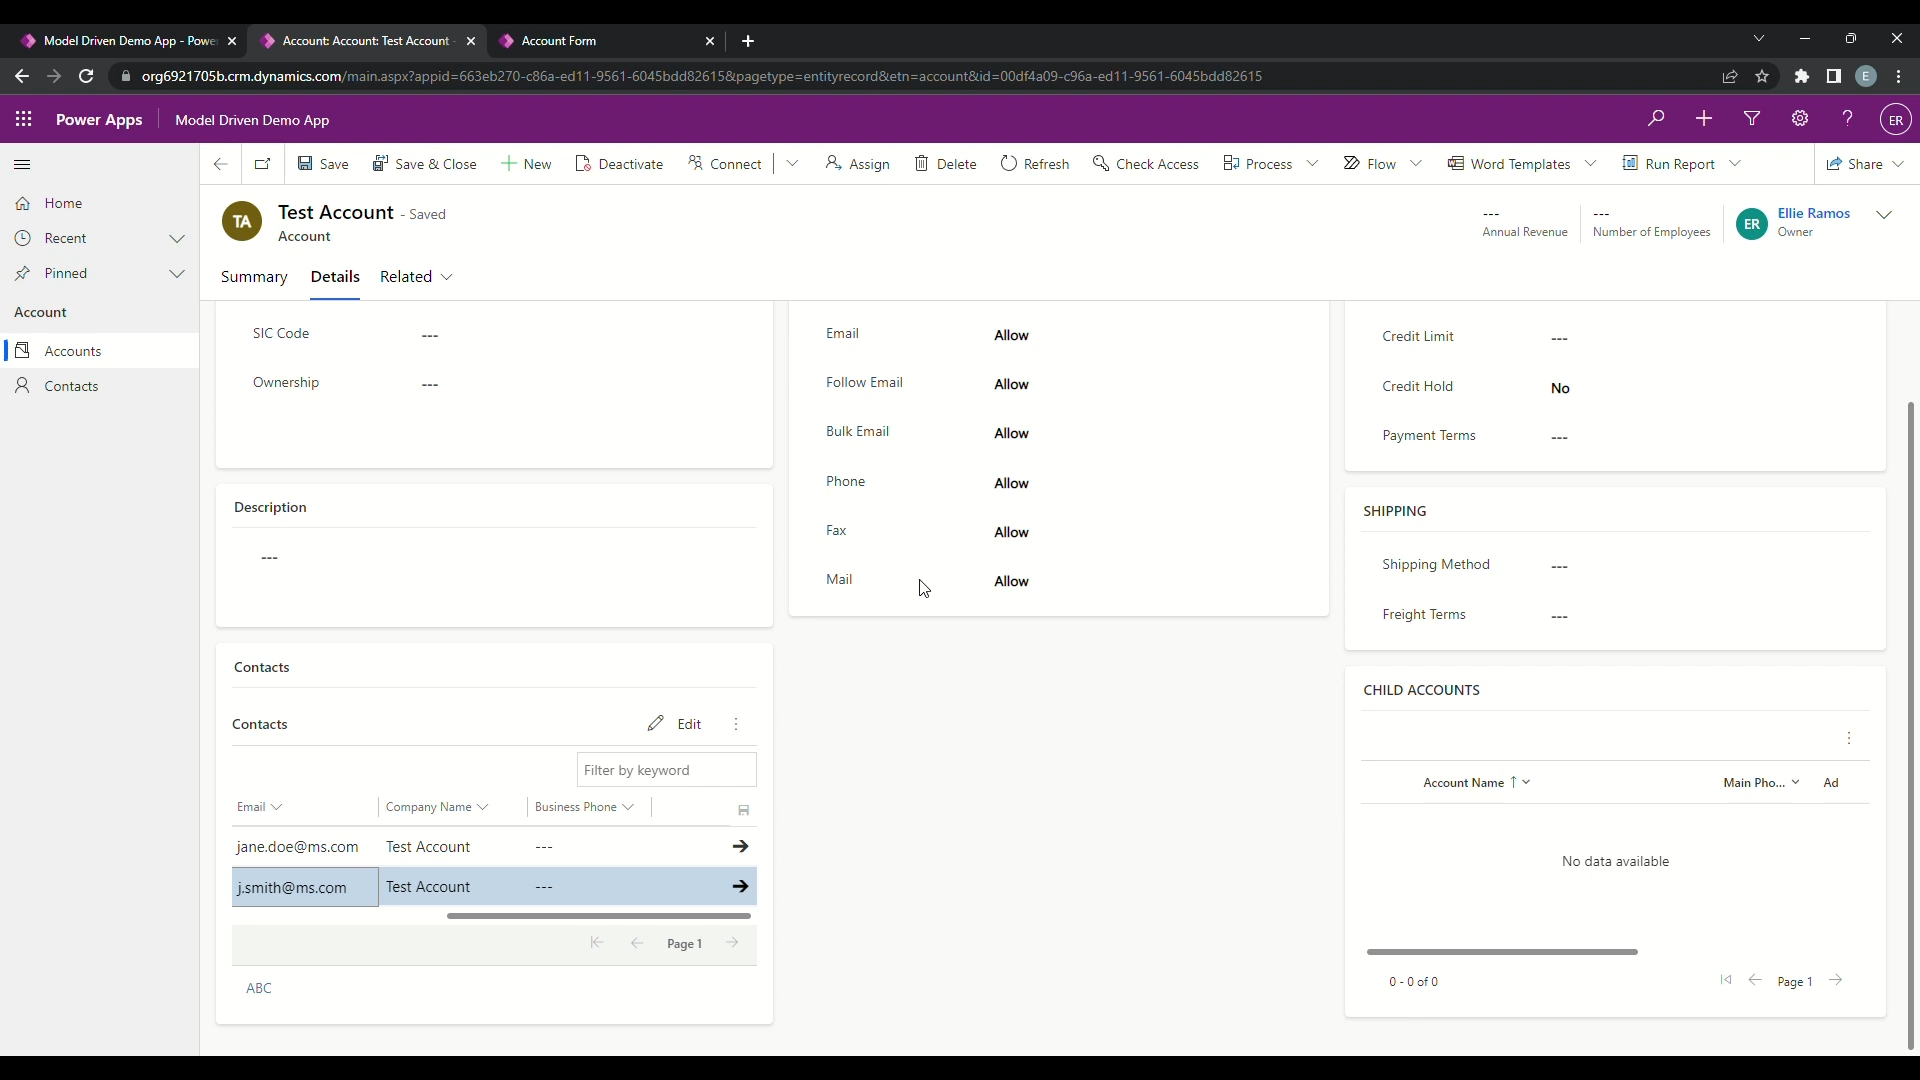 Model Driven Demo App - Powe
Account: Account: Test Account -
Account Form
org6921705b.crm.dynamics.com/main.aspx?appid=663eb270-c86a-ed11-9561-6045bdd82615&pagetype=entityrecord&etn=account&id=00df4a09-c96a-ed11-9561-6045bdd82615
E
Power Apps
Model Driven Demo App
ER
Save
Save & Close
New
Deactivate
Connect
Assign
Delete
Refresh
Check Access
Process
Flow
Word Templates
Run Report
Share
Home
Recent
Pinned
Account
Accounts
Contacts
TA
Test Account - Saved
Account
---
Annual Revenue
---
Number of Employees
ER
Ellie Ramos
Owner
Summary
Details
Related
SIC Code
---
Ownership
---
Description
---
Contacts
Contacts
Edit
Filter by keyword
Email
Company Name
Business Phone
jane.doe@ms.com
Test Account
---
j.smith@ms.com
Test Account
---
Page 1
ABC
Email
Allow
Follow Email
Allow
Bulk Email
Allow
Phone
Allow
Fax
Allow
Mail
Allow
Credit Limit
---
Credit Hold
No
Payment Terms
---
SHIPPING
Shipping Method
---
Freight Terms
---
CHILD ACCOUNTS
Account Name
Main Pho...
Ad
No data available
0 - 0 of 0
Page 1